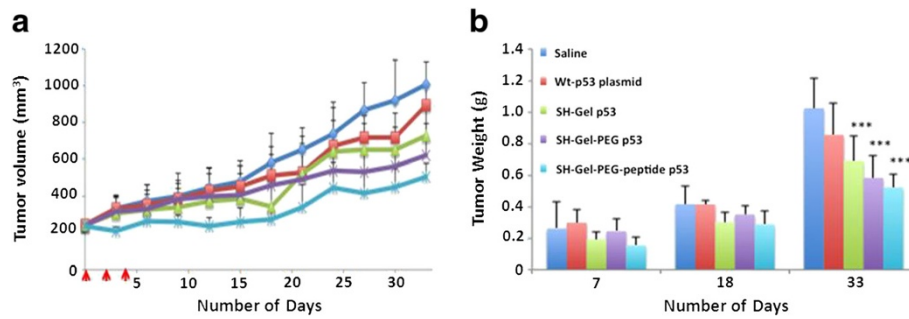 a
1200
1000
800
600
400
200
0
Tumor volume (mm³)
5 10 15 20 25 30
Number of Days
b
1.4
1.2
1.0
0.8
0.6
0.4
0.2
0
Tumor Weight (g)
Saline
Wt-p53 plasmid
SH-Gel p53
SH-Gel-PEG p53
SH-Gel-PEG-peptide p53
***
***
***
7 18 33
Number of Days